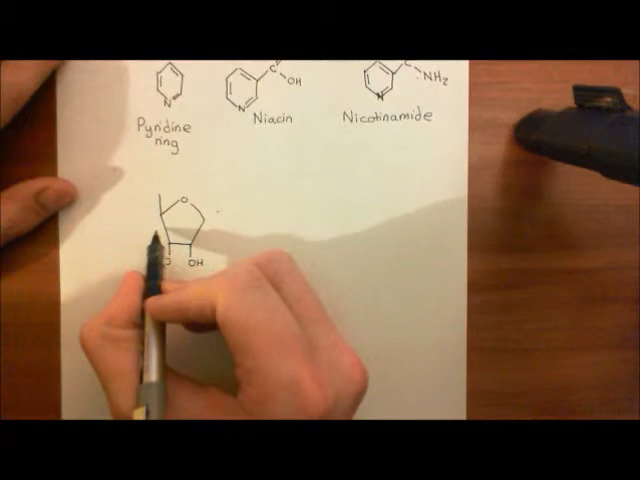 C
OH
C
NH2
N
N
N
Pyridine
ring
Niacin
Nicotinamide
O
OH